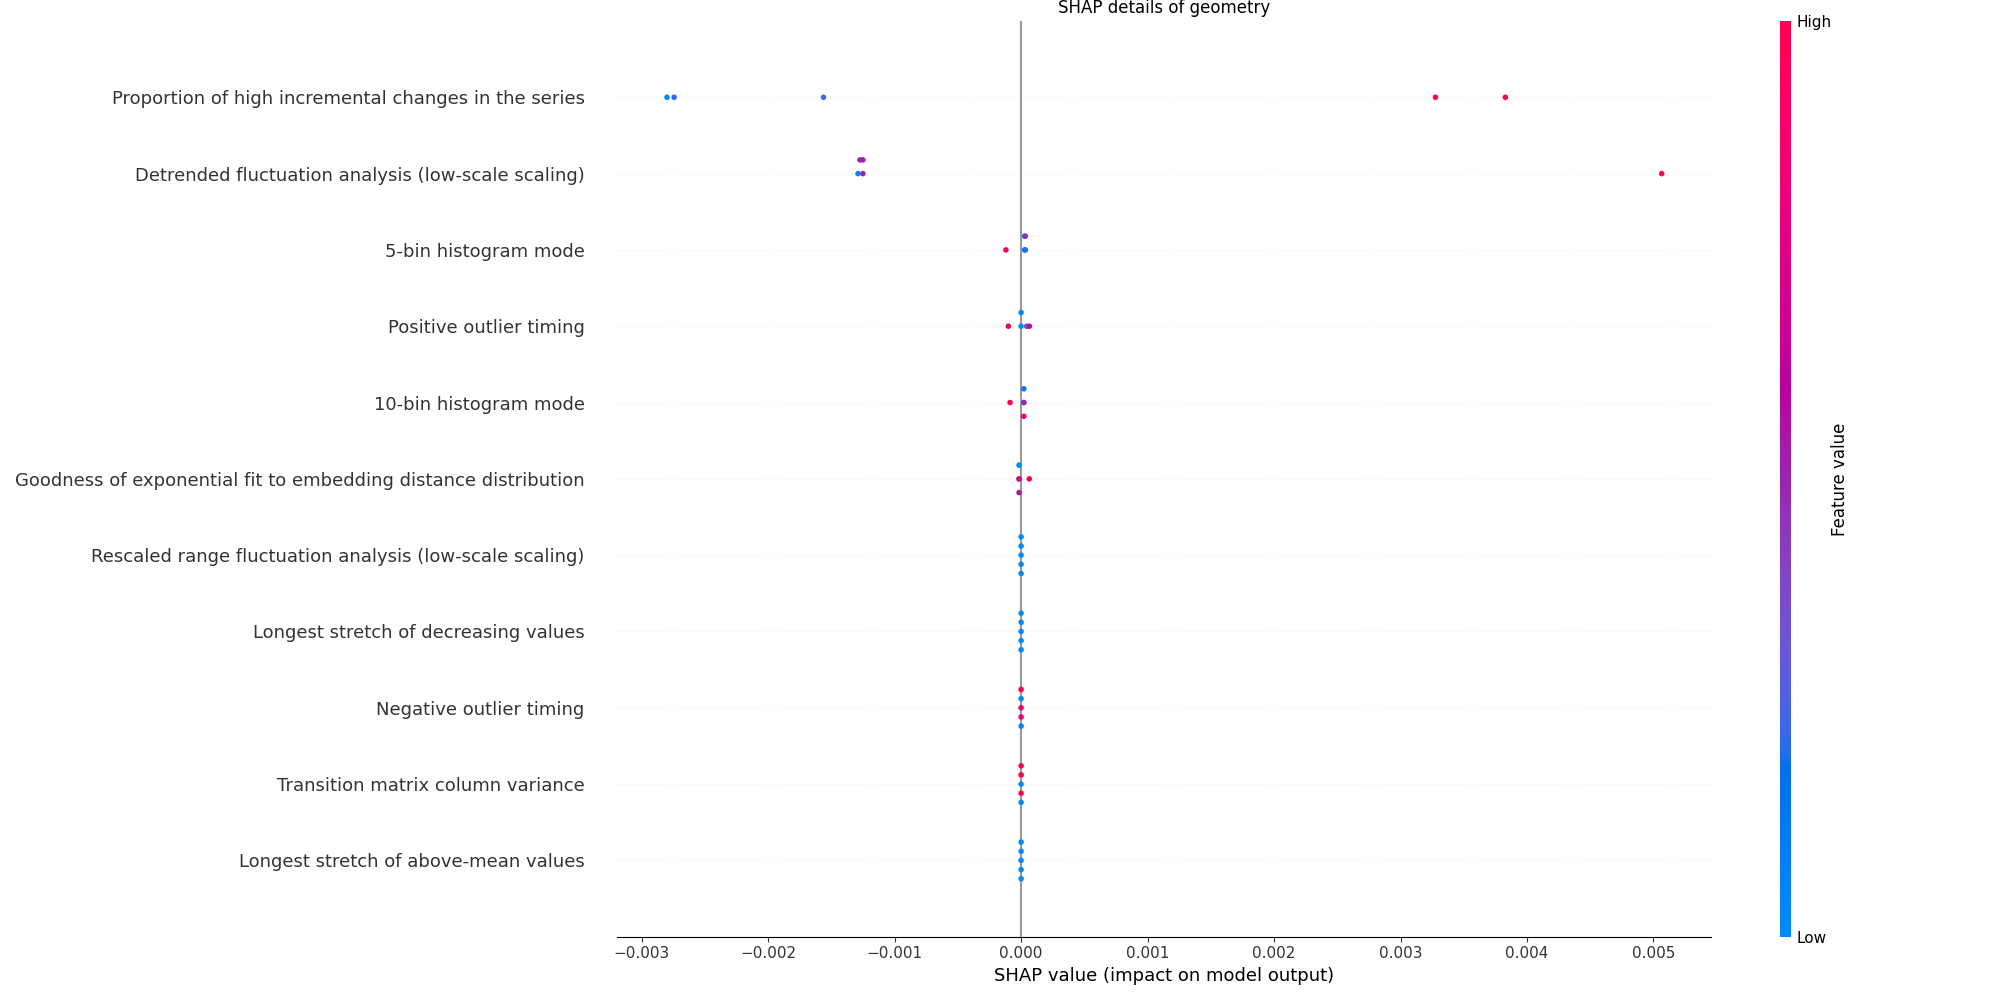 SHAP details of geometry
High
Proportion of high incremental changes in the series
Detrended fluctuation analysis (low-scale scaling)
5-bin histogram mode
Positive outlier timing
10-bin histogram mode
Goodness of exponential fit to embedding distance distribution
Rescaled range fluctuation analysis (low-scale scaling)
Longest stretch of decreasing values
Negative outlier timing
Transition matrix column variance
Longest stretch of above-mean values
Feature value
Low
−0.003 −0.002 −0.001 0.000 0.001 0.002 0.003 0.004 0.005
SHAP value (impact on model output)